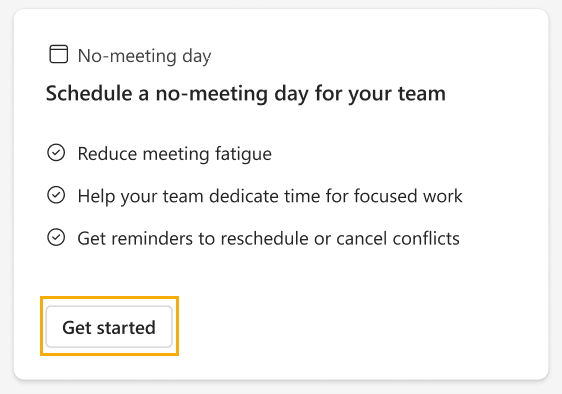 No-meeting day
Schedule a no-meeting day for your team
Reduce meeting fatigue
Help your team dedicate time for focused work
Get reminders to reschedule or cancel conflicts
Get started